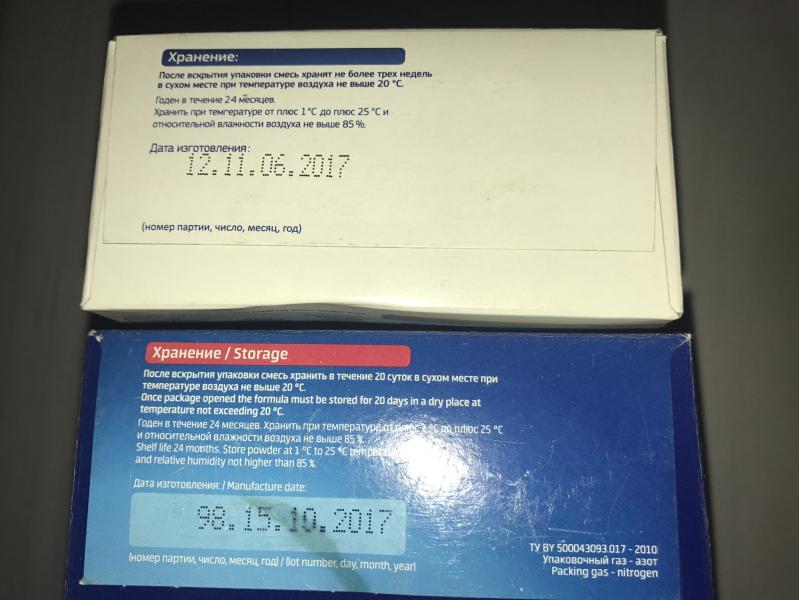 Хранение:
После вскрытия упаковки смесь хранят не более трех недель
в сухом месте при температуре воздуха не выше 20 °С.
Годен в течение 24 месяцев.
Хранить при температуре от плюс 1 °С до плюс 25 °С и
относительной влажности воздуха не выше 85 %.
Дата изготовления:
12.11.06.2017
(номер партии, число, месяц, год)
Хранение / Storage
После вскрытия упаковки смесь хранить в течение 20 суток в сухом месте при
температуре воздуха не выше 20 °С.
Once package opened the formula must be stored for 20 days in a dry place at
temperature not exceeding 20 °С.
Годен в течение 24 месяцев. Хранить при температуре от плюс 1 °С до плюс 25 °С
и относительной влажности воздуха не выше 85 %.
Shelf life 24 months. Store powder at 1 °С to 25 °С
and relative humidity not higher than 85 %
Дата изготовления: / Manufacture date:
98.15.10.2017
(номер партии, число, месяц, год) / (lot number, day, month, year)
ТУ BY 500043093.017 - 2010
Упаковочный газ - азот
Packing gas - nitrogen